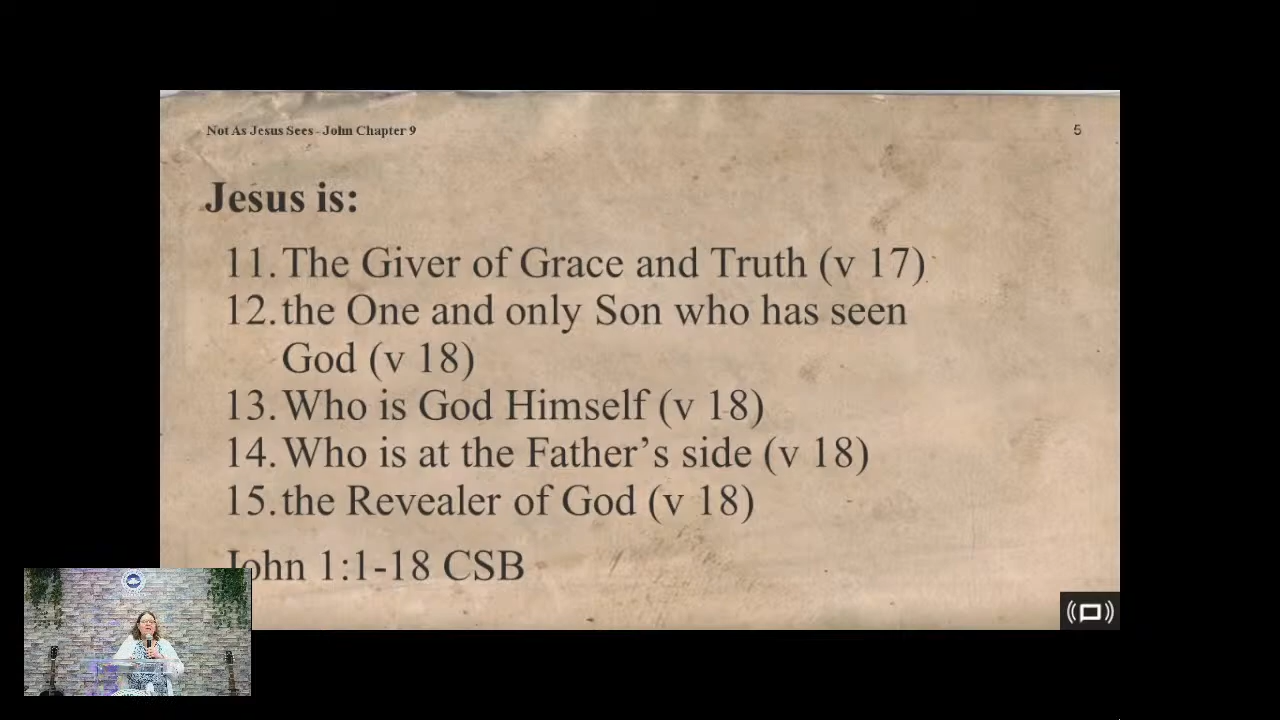 Not As Jesus Sees - John Chapter 9
5
Jesus is:
11. The Giver of Grace and Truth (v 17)
12. the One and only Son who has seen
God (v 18)
13. Who is God Himself (v 18)
14. Who is at the Father’s side (v 18)
15. the Revealer of God (v 18)
John 1:1-18 CSB